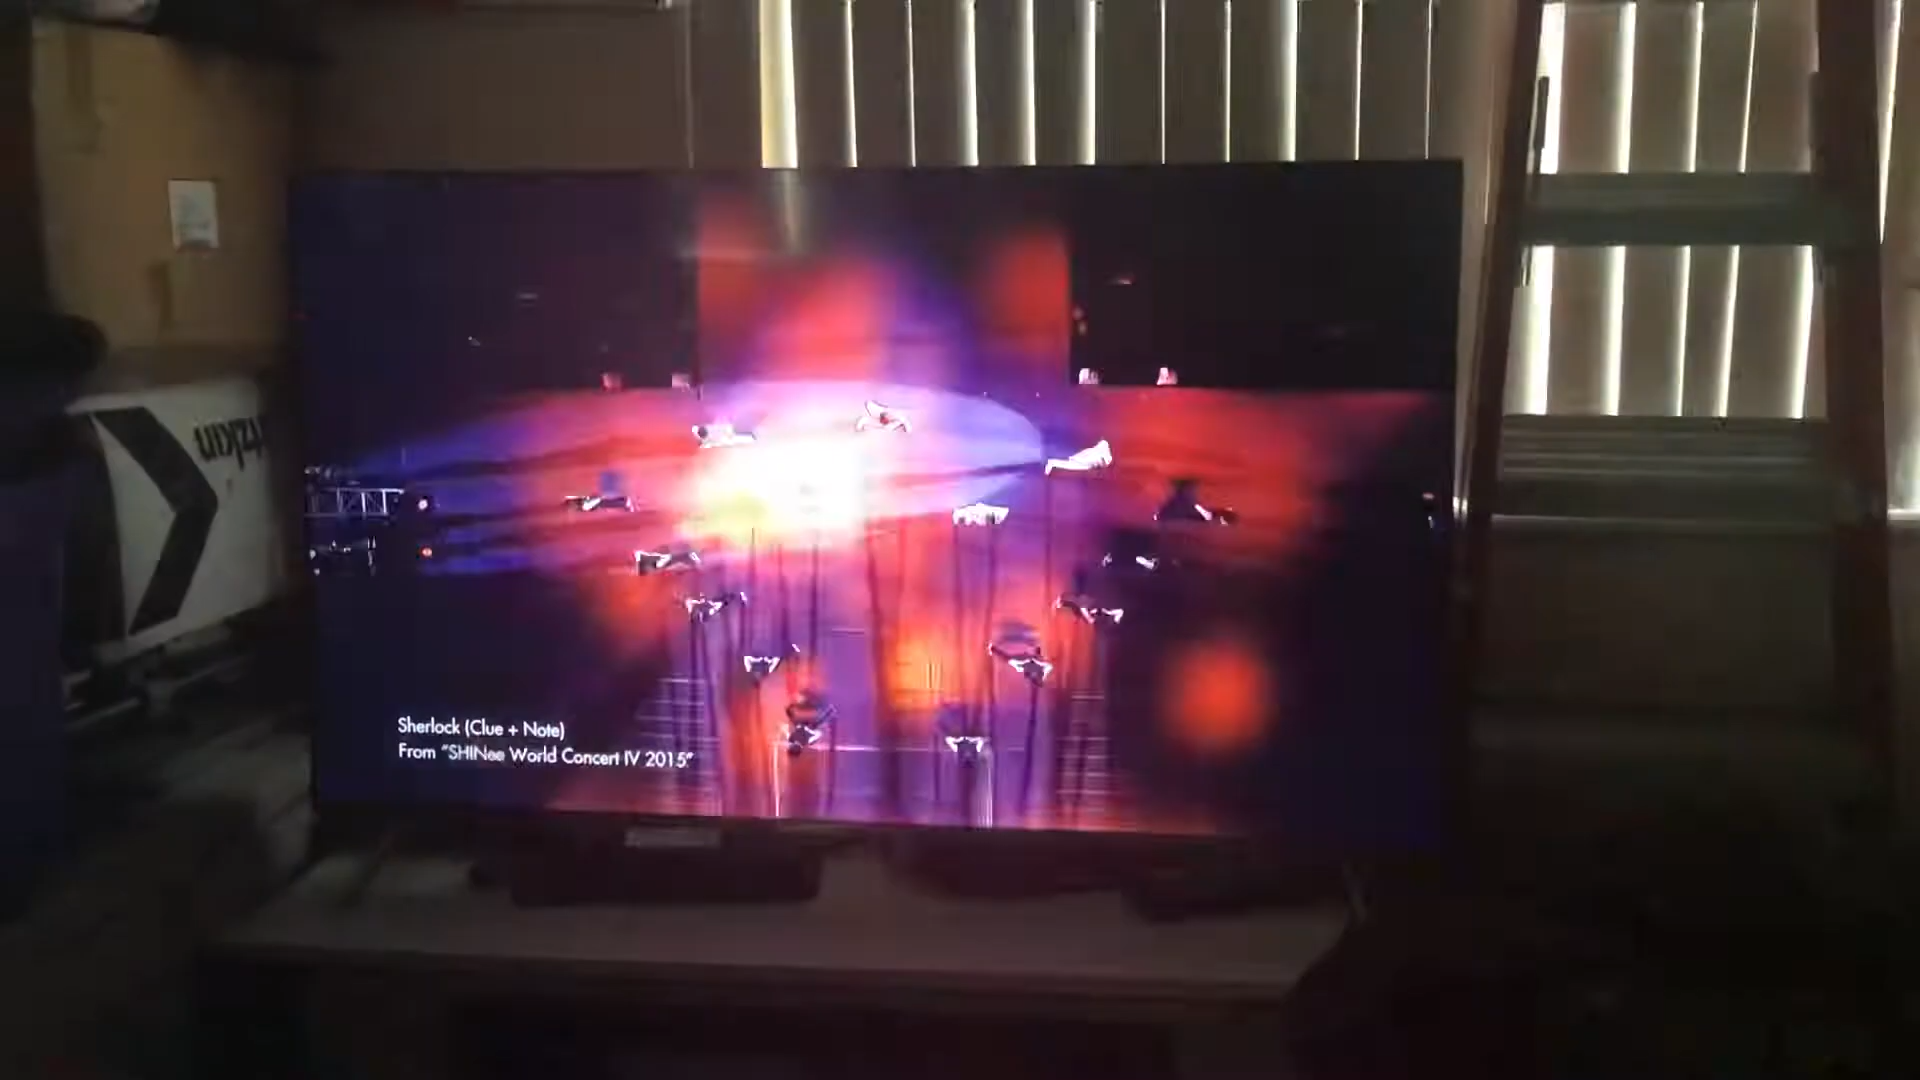 Sherlock (Clue + Note)
From "SHINee World Concert IV 2015"